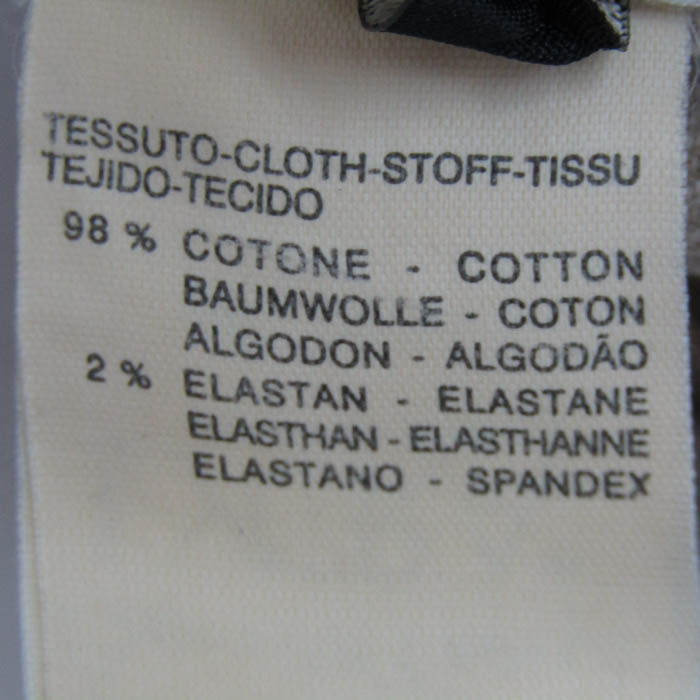 TESSUTO-CLOTH-STOFF-TISSU
TEJIDO-TECIDO
98 % COTONE - COTTON
BAUMWOLLE - COTON
ALGODON - ALGODÃO
2 % ELASTAN - ELASTANE
ELASTHAN - ELASTHANNE
ELASTANO - SPANDEX